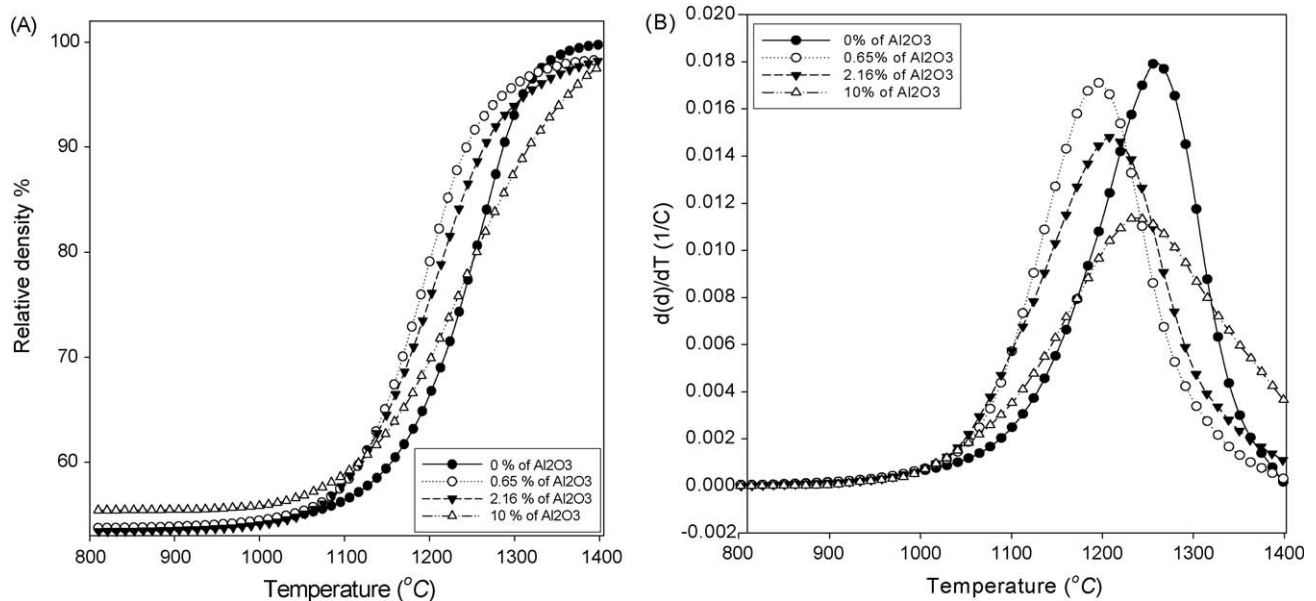 (A)
Relative density %
100
90
80
70
60
0 % of Al2O3
0.65 % of Al2O3
2.16 % of Al2O3
10 % of Al2O3
800 900 1000 1100 1200 1300 1400
Temperature (°C)
(B)
d(d)/dT (1/C)
0.020
0.018
0.016
0.014
0.012
0.010
0.008
0.006
0.004
0.002
0.000
-0.002
0% of Al2O3
0.65% of Al2O3
2.16% of Al2O3
10% of Al2O3
800 900 1000 1100 1200 1300 1400
Temperature (°C)